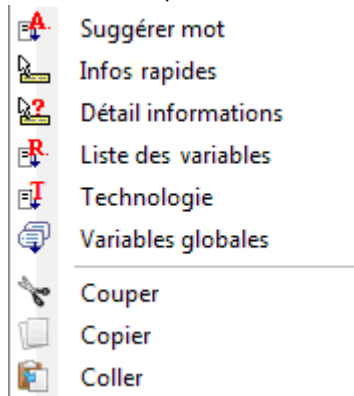 Suggérer mot
Infos rapides
Détail informations
Liste des variables
Technologie
Variables globales
Couper
Copier
Coller